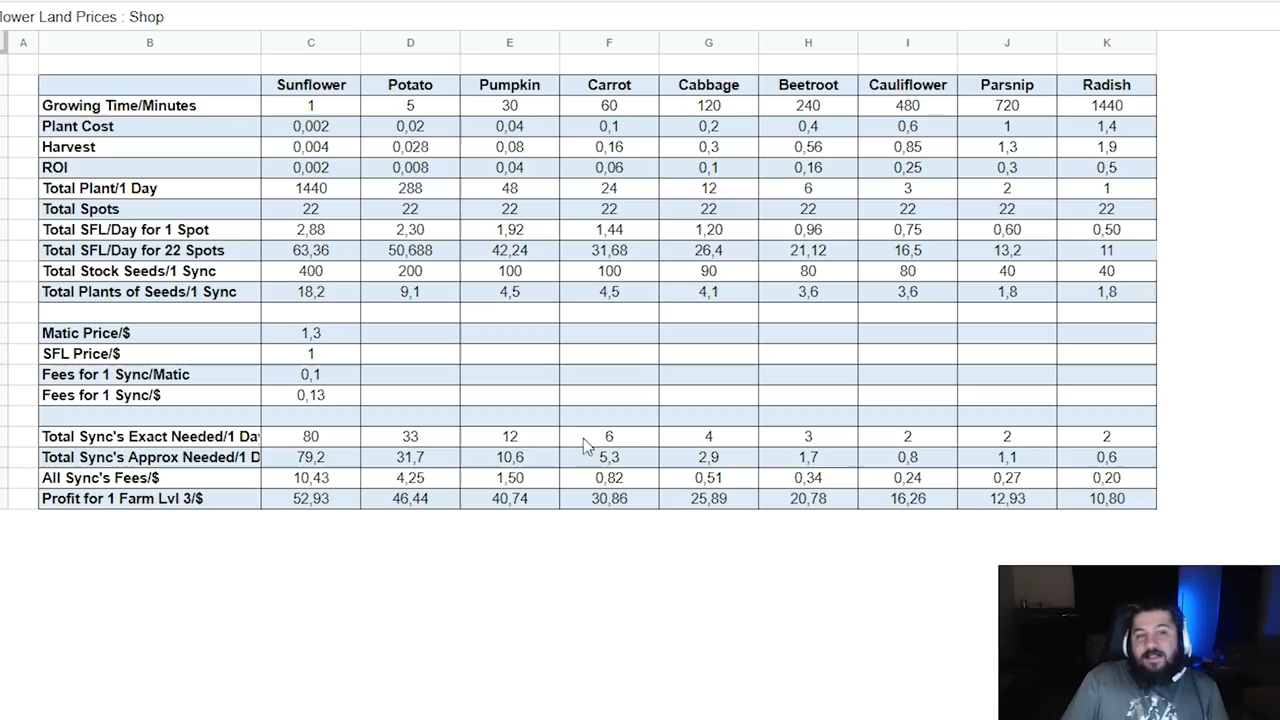 lower Land Prices : Shop
A B C D E F G H I J K
Sunflower Potato Pumpkin Carrot Cabbage Beetroot Cauliflower Parsnip Radish
Growing Time/Minutes 1 5 30 60 120 240 480 720 1440
Plant Cost 0,002 0,02 0,04 0,1 0,2 0,4 0,6 1 1,4
Harvest 0,004 0,028 0,08 0,16 0,3 0,56 0,85 1,3 1,9
ROI 0,002 0,008 0,04 0,06 0,1 0,16 0,25 0,3 0,5
Total Plant/1 Day 1440 288 48 24 12 6 3 2 1
Total Spots 22 22 22 22 22 22 22 22 22
Total SFL/Day for 1 Spot 2,88 2,30 1,92 1,44 1,20 0,96 0,75 0,60 0,50
Total SFL/Day for 22 Spots 63,36 50,688 42,24 31,68 26,4 21,12 16,5 13,2 11
Total Stock Seeds/1 Sync 400 200 100 100 90 80 80 40 40
Total Plants of Seeds/1 Sync 18,2 9,1 4,5 4,5 4,1 3,6 3,6 1,8 1,8
Matic Price/$ 1,3
SFL Price/$ 1
Fees for 1 Sync/Matic 0,1
Fees for 1 Sync/$ 0,13
Total Sync's Exact Needed/1 Da 80 33 12 6 4 3 2 2 2
Total Sync's Approx Needed/1 D 79,2 31,7 10,6 5,3 2,9 1,7 0,8 1,1 0,6
All Sync's Fees/$ 10,43 4,25 1,50 0,82 0,51 0,34 0,24 0,27 0,20
Profit for 1 Farm Lvl 3/$ 52,93 46,44 40,74 30,86 25,89 20,78 16,26 12,93 10,80